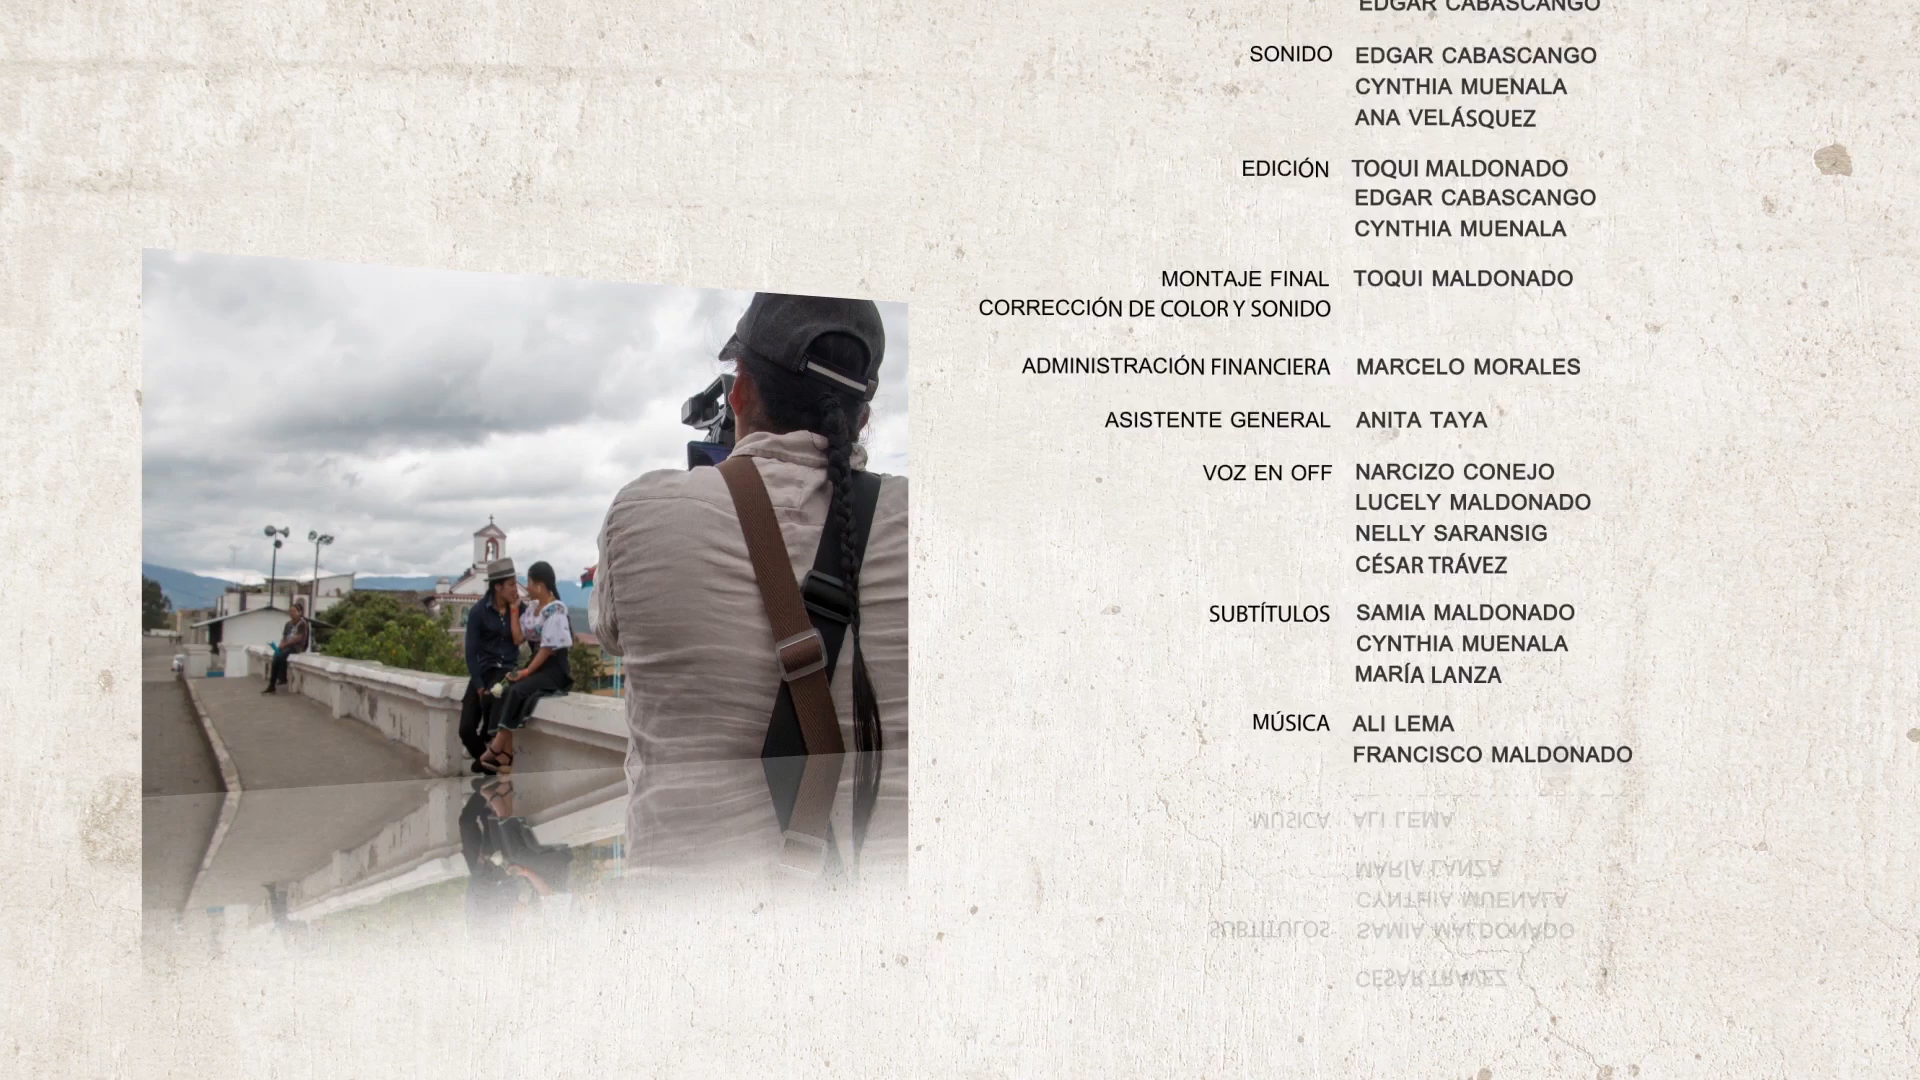 EDGAR CABASCANGO
SONIDO EDGAR CABASCANGO
CYNTHIA MUENALA
ANA VELÁSQUEZ
EDICIÓN TOQUI MALDONADO
EDGAR CABASCANGO
CYNTHIA MUENALA
MONTAJE FINAL TOQUI MALDONADO
CORRECCIÓN DE COLOR Y SONIDO
ADMINISTRACIÓN FINANCIERA MARCELO MORALES
ASISTENTE GENERAL ANITA TAYA
VOZ EN OFF NARCIZO CONEJO
LUCELY MALDONADO
NELLY SARANSIG
CÉSAR TRÁVEZ
SUBTÍTULOS SAMIA MALDONADO
CYNTHIA MUENALA
MARÍA LANZA
MÚSICA ALI LEMA
FRANCISCO MALDONADO